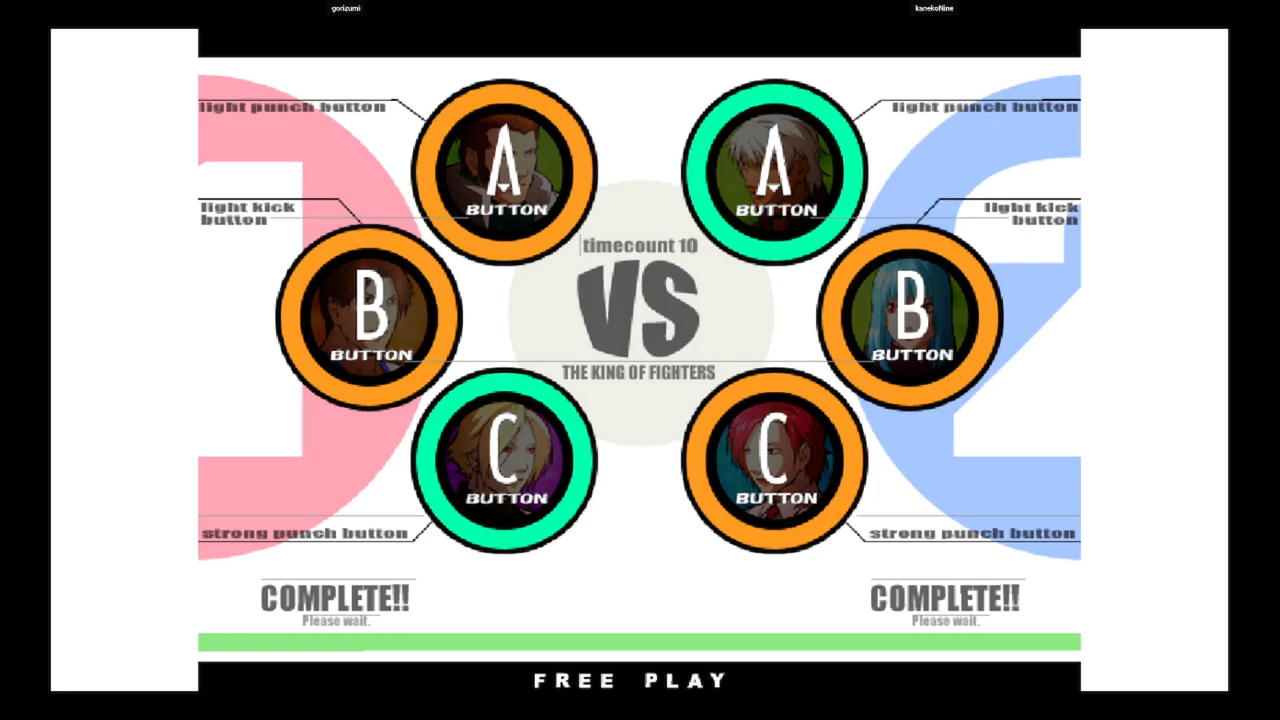 gorizumi
kanekoNine
light punch button
light punch button
A
BUTTON
A
BUTTON
light kick
button
light kick
button
timecount 10
VS
THE KING OF FIGHTERS
B
BUTTON
B
BUTTON
C
BUTTON
C
BUTTON
strong punch button
strong punch button
COMPLETE!!
Please wait.
COMPLETE!!
Please wait.
FREE PLAY
1
2